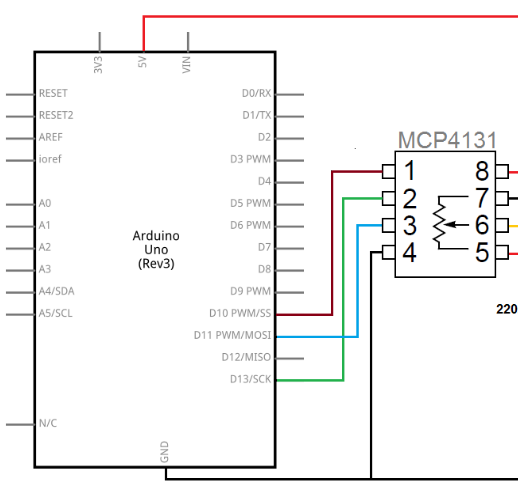 3V3
5V
VIN
RESET
RESET2
AREF
ioref
A0
A1
A2
A3
A4/SDA
A5/SCL
N/C
Arduino
Uno
(Rev3)
D0/RX
D1/TX
D2
D3 PWM
D4
D5 PWM
D6 PWM
D7
D8
D9 PWM
D10 PWM/SS
D11 PWM/MOSI
D12/MISO
D13/SCK
GND
MCP4131
1 8
2 7
3 6
4 5
220